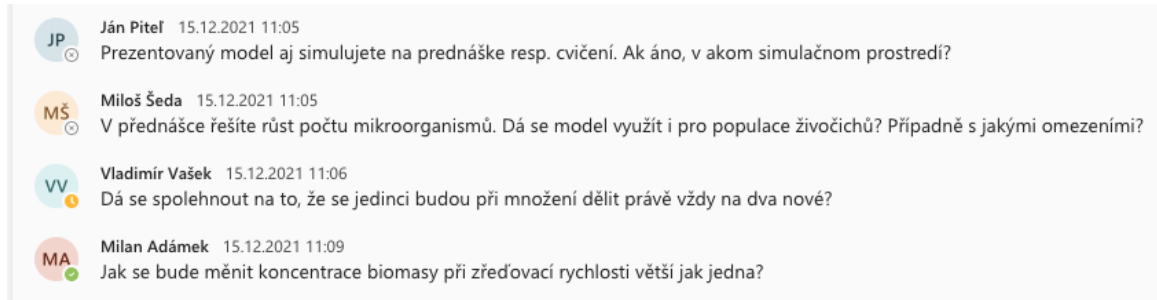 JP Ján Piteľ 15.12.2021 11:05
Prezentovaný model aj simulujete na prednáške resp. cvičení. Ak áno, v akom simulačnom prostredí?
MŠ Miloš Šeda 15.12.2021 11:05
V přednášce řešíte růst počtu mikroorganismů. Dá se model využít i pro populace živočichů? Případně s jakými omezeními?
VV Vladimír Vašek 15.12.2021 11:06
Dá se spolehnout na to, že se jedinci budou při množení dělit právě vždy na dva nové?
MA Milan Adámek 15.12.2021 11:09
Jak se bude měnit koncentrace biomasy při zřeďovací rychlosti větší jak jedna?